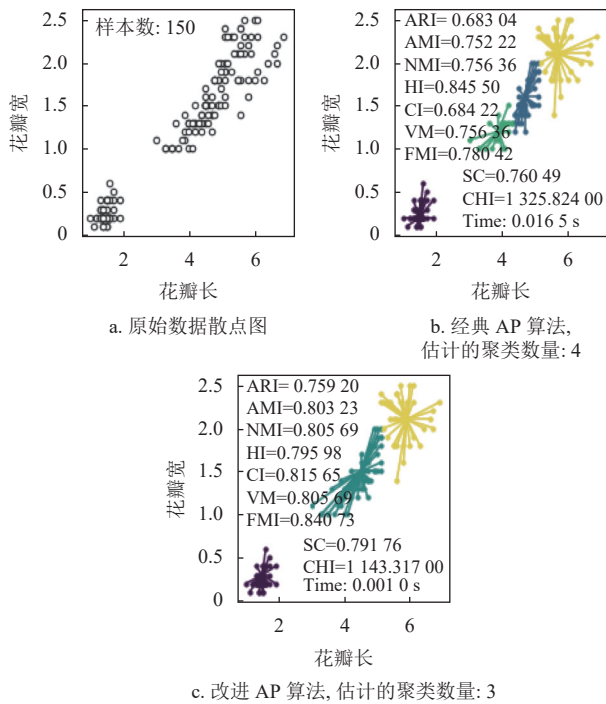 样本数: 150
2.5
2.0
1.5
1.0
0.5
0
花瓣宽
2
4
6
花瓣长
a. 原始数据散点图
ARI= 0.683 04
AMI=0.752 22
NMI=0.756 36
HI=0.845 50
CI=0.684 22
VM=0.756 36
FMI=0.780 42
SC=0.760 49
CHI=1 325.824 00
Time: 0.016 5 s
2.5
2.0
1.5
1.0
0.5
0
花瓣宽
2
4
6
花瓣长
b. 经典 AP 算法,
估计的聚类数量: 4
ARI= 0.759 20
AMI=0.803 23
NMI=0.805 69
HI=0.795 98
CI=0.815 65
VM=0.805 69
FMI=0.840 73
SC=0.791 76
CHI=1 143.317 00
Time: 0.001 0 s
2.5
2.0
1.5
1.0
0.5
0
花瓣宽
2
4
6
花瓣长
c. 改进 AP 算法, 估计的聚类数量: 3